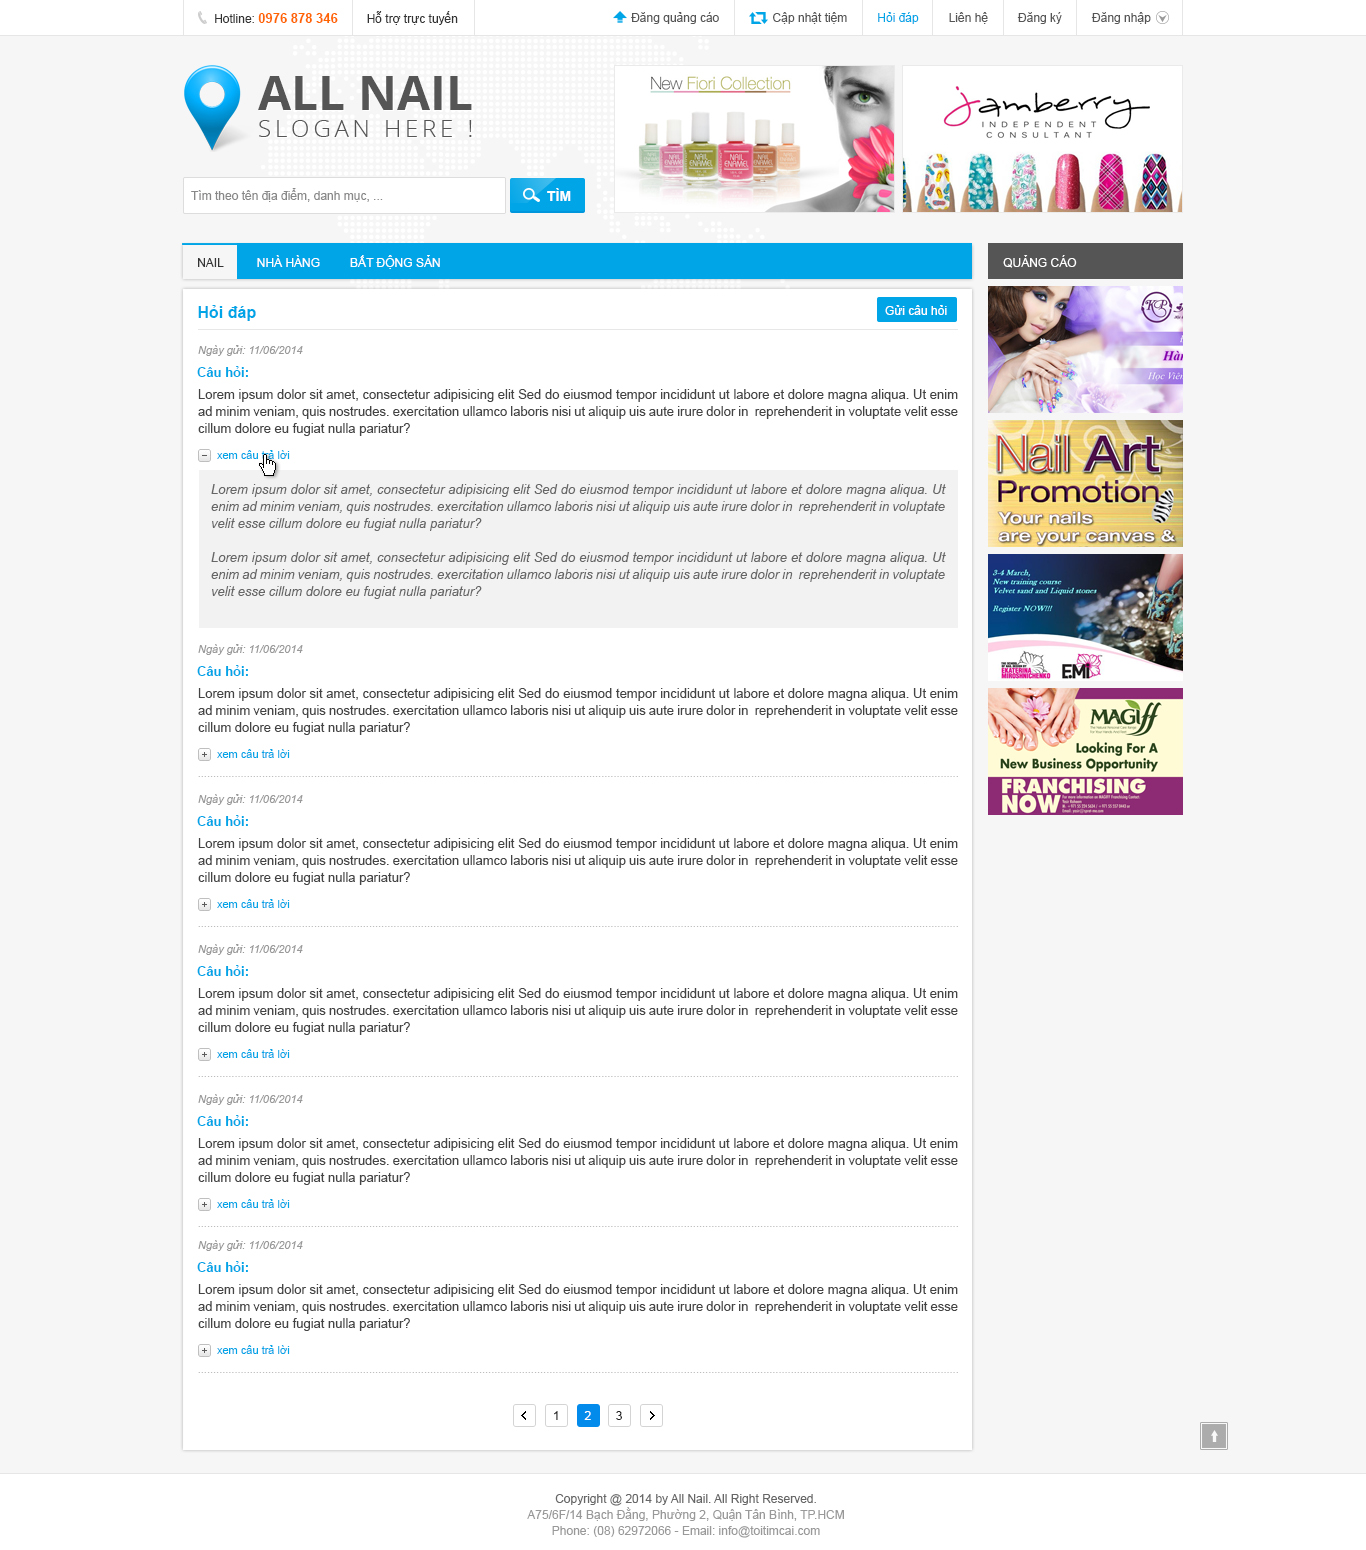 Hotline: 0976 878 346
Hỗ trợ trực tuyến
Đăng quảng cáo
Cập nhật tiệm
Hỏi đáp
Liên hệ
Đăng ký
Đăng nhập
ALL NAIL
SLOGAN HERE !
New Fiori Collection
NAIL ENAMEL
NAIL ENAMEL
NAIL ENAMEL
jamberry
INDEPENDENT
CONSULTANT
Tìm theo tên địa điểm, danh mục, ...
TÌM
NAIL
NHÀ HÀNG
BẤT ĐỘNG SẢN
QUẢNG CÁO
Hỏi đáp
Gửi câu hỏi
Ngày gửi: 11/06/2014
Câu hỏi:
Lorem ipsum dolor sit amet, consectetur adipisicing elit Sed do eiusmod tempor incididunt ut labore et dolore magna aliqua. Ut enim
ad minim veniam, quis nostrudes. exercitation ullamco laboris nisi ut aliquip uis aute irure dolor in reprehenderit in voluptate velit esse
cillum dolore eu fugiat nulla pariatur?
xem câu trả lời
Lorem ipsum dolor sit amet, consectetur adipisicing elit Sed do eiusmod tempor incididunt ut labore et dolore magna aliqua. Ut
enim ad minim veniam, quis nostrudes. exercitation ullamco laboris nisi ut aliquip uis aute irure dolor in reprehenderit in voluptate
velit esse cillum dolore eu fugiat nulla pariatur?
Lorem ipsum dolor sit amet, consectetur adipisicing elit Sed do eiusmod tempor incididunt ut labore et dolore magna aliqua. Ut
enim ad minim veniam, quis nostrudes. exercitation ullamco laboris nisi ut aliquip uis aute irure dolor in reprehenderit in voluptate
velit esse cillum dolore eu fugiat nulla pariatur?
Ngày gửi: 11/06/2014
Câu hỏi:
Lorem ipsum dolor sit amet, consectetur adipisicing elit Sed do eiusmod tempor incididunt ut labore et dolore magna aliqua. Ut enim
ad minim veniam, quis nostrudes. exercitation ullamco laboris nisi ut aliquip uis aute irure dolor in reprehenderit in voluptate velit esse
cillum dolore eu fugiat nulla pariatur?
xem câu trả lời
Ngày gửi: 11/06/2014
Câu hỏi:
Lorem ipsum dolor sit amet, consectetur adipisicing elit Sed do eiusmod tempor incididunt ut labore et dolore magna aliqua. Ut enim
ad minim veniam, quis nostrudes. exercitation ullamco laboris nisi ut aliquip uis aute irure dolor in reprehenderit in voluptate velit esse
cillum dolore eu fugiat nulla pariatur?
xem câu trả lời
Ngày gửi: 11/06/2014
Câu hỏi:
Lorem ipsum dolor sit amet, consectetur adipisicing elit Sed do eiusmod tempor incididunt ut labore et dolore magna aliqua. Ut enim
ad minim veniam, quis nostrudes. exercitation ullamco laboris nisi ut aliquip uis aute irure dolor in reprehenderit in voluptate velit esse
cillum dolore eu fugiat nulla pariatur?
xem câu trả lời
Ngày gửi: 11/06/2014
Câu hỏi:
Lorem ipsum dolor sit amet, consectetur adipisicing elit Sed do eiusmod tempor incididunt ut labore et dolore magna aliqua. Ut enim
ad minim veniam, quis nostrudes. exercitation ullamco laboris nisi ut aliquip uis aute irure dolor in reprehenderit in voluptate velit esse
cillum dolore eu fugiat nulla pariatur?
xem câu trả lời
Ngày gửi: 11/06/2014
Câu hỏi:
Lorem ipsum dolor sit amet, consectetur adipisicing elit Sed do eiusmod tempor incididunt ut labore et dolore magna aliqua. Ut enim
ad minim veniam, quis nostrudes. exercitation ullamco laboris nisi ut aliquip uis aute irure dolor in reprehenderit in voluptate velit esse
cillum dolore eu fugiat nulla pariatur?
xem câu trả lời
1 2 3
KP
Học Viện
Nail Art
Promotion
Your nails
are your canvas &
3-4 March,
New training course
Velvet sand and Liquid stones
Register NOW!!!
EKATERINA
MIROSHNICHENKO
E.MI
MAGIff
Looking For A
New Business Opportunity
FRANCHISING
NOW
Copyright @ 2014 by All Nail. All Right Reserved.
A75/6F/14 Bạch Đằng, Phường 2, Quận Tân Bình, TP.HCM
Phone: (08) 62972066 - Email: info@toitimcai.com